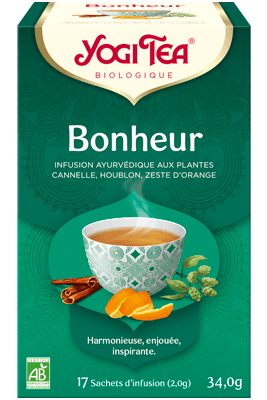 YOGI TEA
BIOLOGIQUE
Bonheur
INFUSION AYURVÉDIQUE AUX PLANTES
CANNELLE, HOUBLON, ZESTE D'ORANGE
Harmonieuse, enjouée,
inspirante.
AB
17 Sachets d'infusion (2,0g) 34,0g